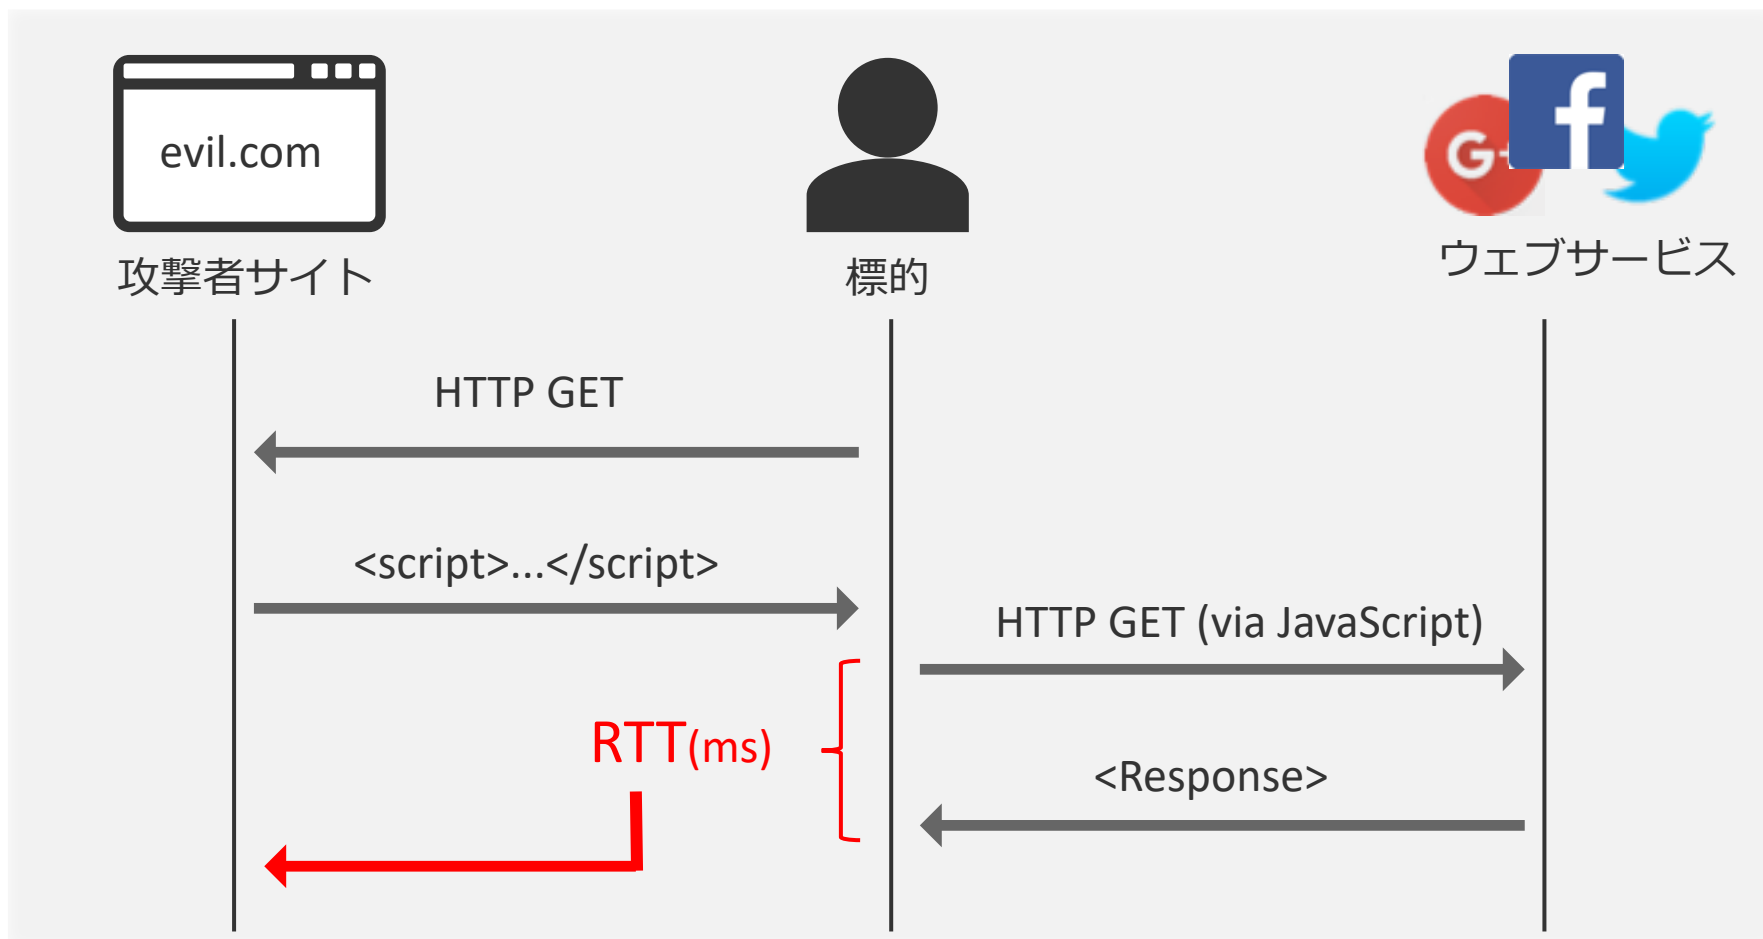 evil.com
攻撃者サイト
標的
G+
f
ウェブサービス
HTTP GET
<script>...</script>
HTTP GET (via JavaScript)
RTT(ms)
<Response>